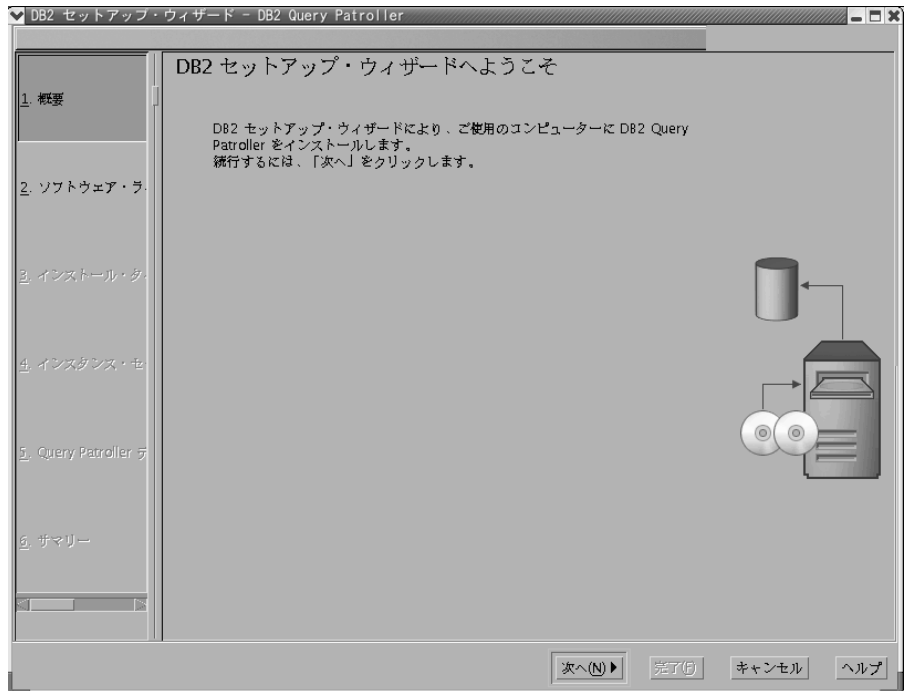 DB2 セットアップ・ウィザード - DB2 Query Patroller
1. 概要
2. ソフトウェア・ラ
3. インストール・タ
4. インスタンス・セ
5. Query Patroller デ
6. サマリー
DB2 セットアップ・ウィザードへようこそ
DB2 セットアップ・ウィザードにより、ご使用のコンピューターに DB2 Query
Patroller をインストールします。
続行するには、「次へ」をクリックします。
次へ(N)
完了(F)
キャンセル
ヘルプ